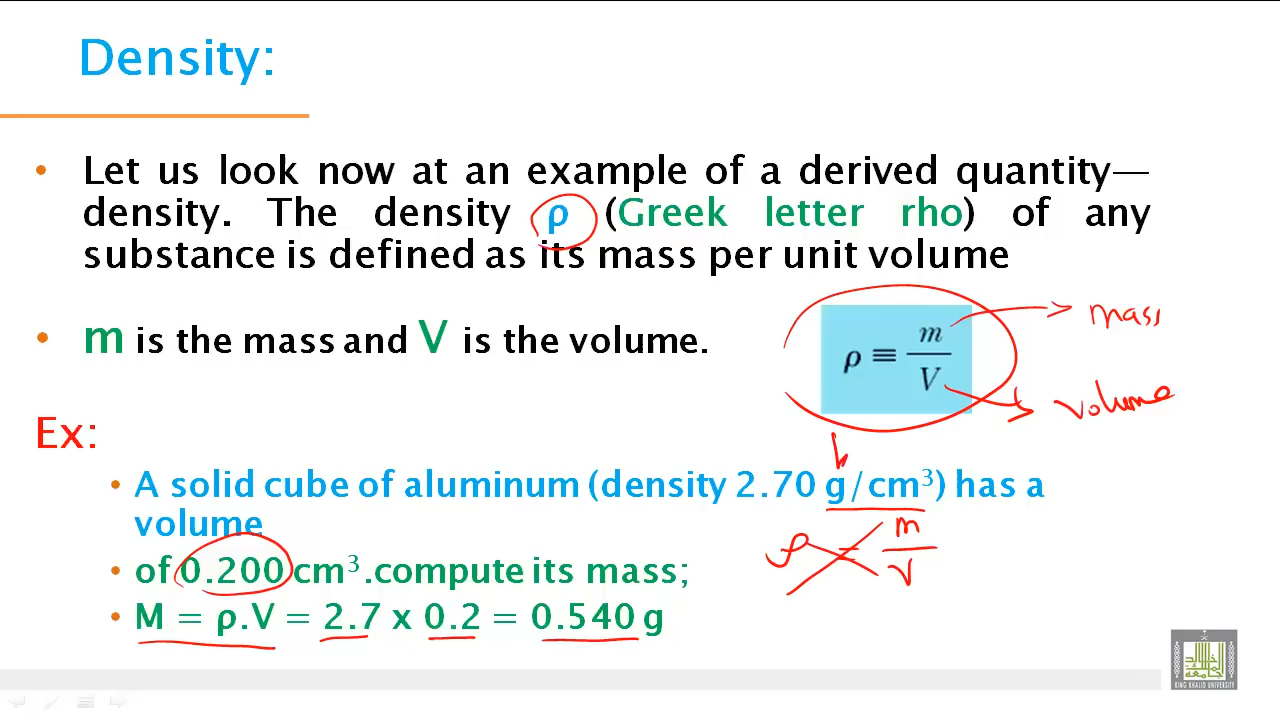 Density:
• Let us look now at an example of a derived quantity—
density. The density ρ (Greek letter rho) of any
substance is defined as its mass per unit volume
• m is the mass and V is the volume.
ρ ≡ m/V
mass
volume
Ex:
• A solid cube of aluminum (density 2.70 g/cm³) has a
volume
• of 0.200 cm³.compute its mass;
ρ = m/V
• M = ρ.V = 2.7 x 0.2 = 0.540 g
KING KHALID UNIVERSITY